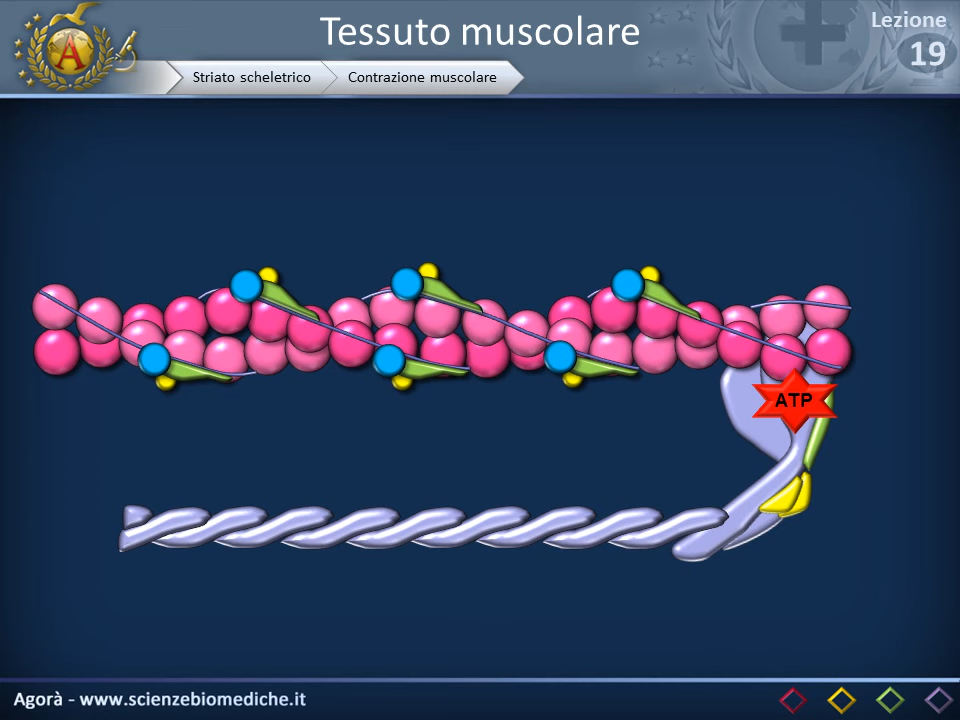 Tessuto muscolare
Lezione
19
A
Striato scheletrico
Contrazione muscolare
ATP
Agorà - www.scienzebiomediche.it